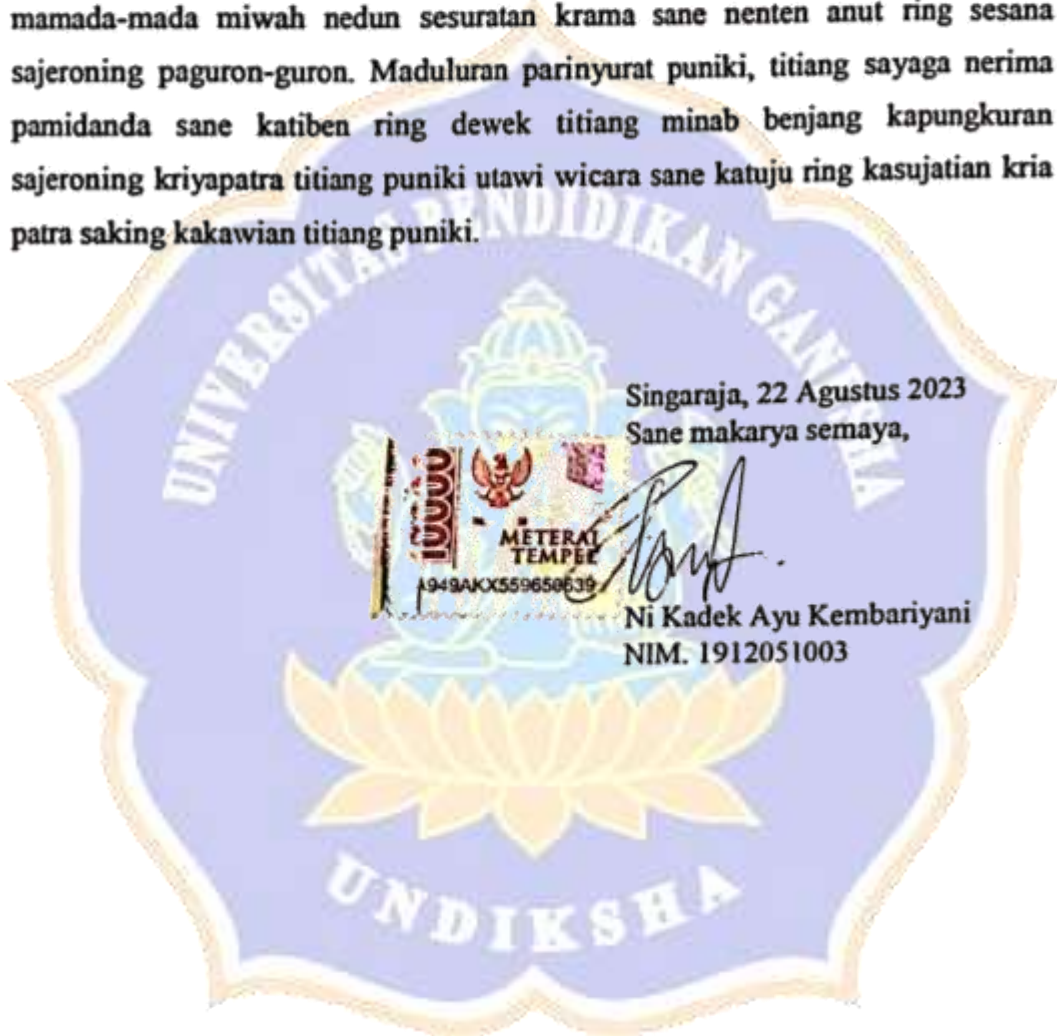 mamada-mada miwah nedun sesuratan krama sane nenten anut ring sesana
sajeroning paguron-guron. Maduluran parinyurat puniki, titiang sayaga nerima
pamidanda sane katiben ring dewek titiang minab benjang kapungkuran
sajeroning kriyapatra titiang puniki utawi wicara sane katuju ring kasujatian kria
patra saking kakawian titiang puniki.
UNIVERSITAS PENDIDIKAN GANESHA
Singaraja, 22 Agustus 2023
Sane makarya semaya,
10000
METERAI
TEMPEL
A949AKX559650639
Ni Kadek Ayu Kembariyani
NIM. 1912051003
UNDIKSHA